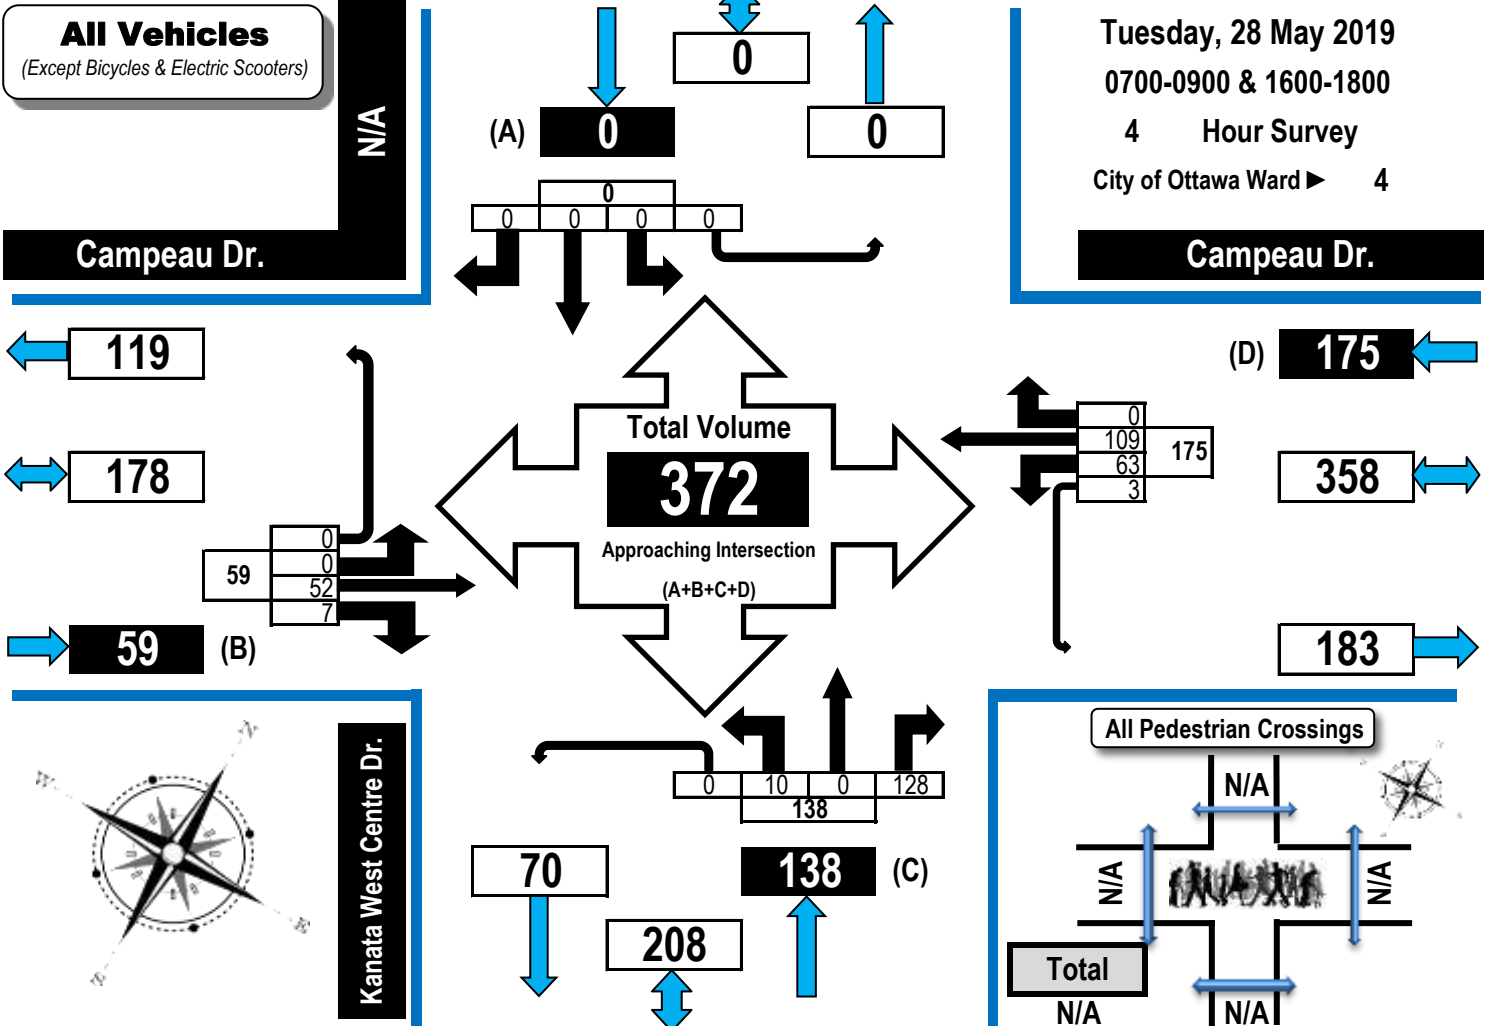 All Vehicles
(Except Bicycles & Electric Scooters)
N/A
Campeau Dr.
0
(A) 0
0
0
0 0 0 0
Tuesday, 28 May 2019
0700-0900 & 1600-1800
4 Hour Survey
City of Ottawa Ward ► 4
Campeau Dr.
119
178
0
0
59
52
7
59 (B)
Total Volume
372
Approaching Intersection
(A+B+C+D)
(D) 175
0
109
175
63
3
358
183
N
W
E
S
Kanata West Centre Dr.
0 10 0 128
138
70
138 (C)
208
All Pedestrian Crossings
N/A
N/A
N/A
Total
N/A
N/A